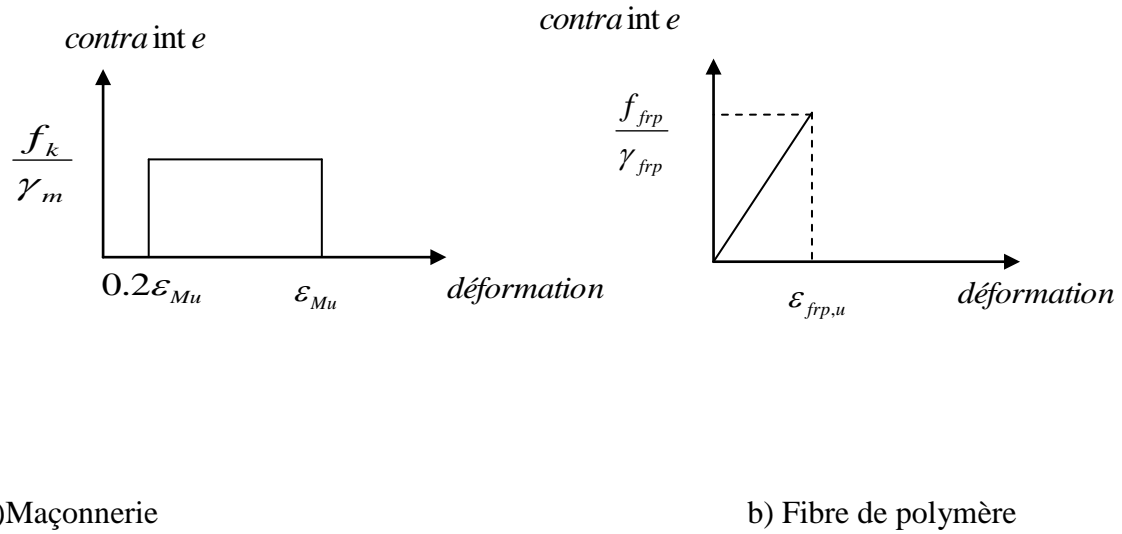 contra int e
f_k / γ_m
0.2ε_Mu
ε_Mu
déformation
contra int e
f_frp / γ_frp
ε_frp,u
déformation
)Maçonnerie
b) Fibre de polymère